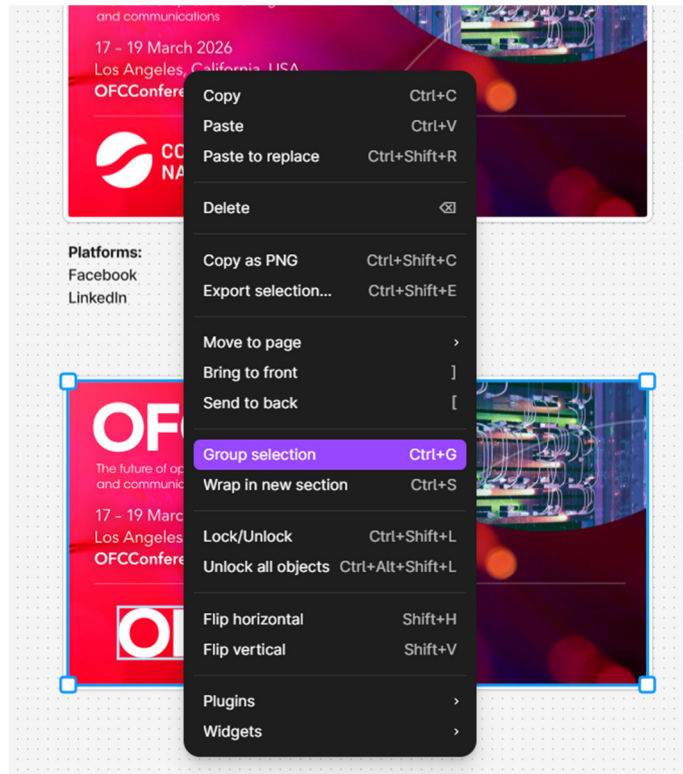 and communications
17 – 19 March 2026
Los Angeles, California, USA
OFCConfere
CO
NA
Copy Ctrl+C
Paste Ctrl+V
Paste to replace Ctrl+Shift+R
Delete
Copy as PNG Ctrl+Shift+C
Export selection... Ctrl+Shift+E
Move to page
Bring to front ]
Send to back [
Group selection Ctrl+G
Wrap in new section Ctrl+S
Lock/Unlock Ctrl+Shift+L
Unlock all objects Ctrl+Alt+Shift+L
Flip horizontal Shift+H
Flip vertical Shift+V
Plugins
Widgets
Platforms:
Facebook
LinkedIn
OF
The future of op
and communic
17 – 19 Marc
Los Angeles
OFCConfere
O